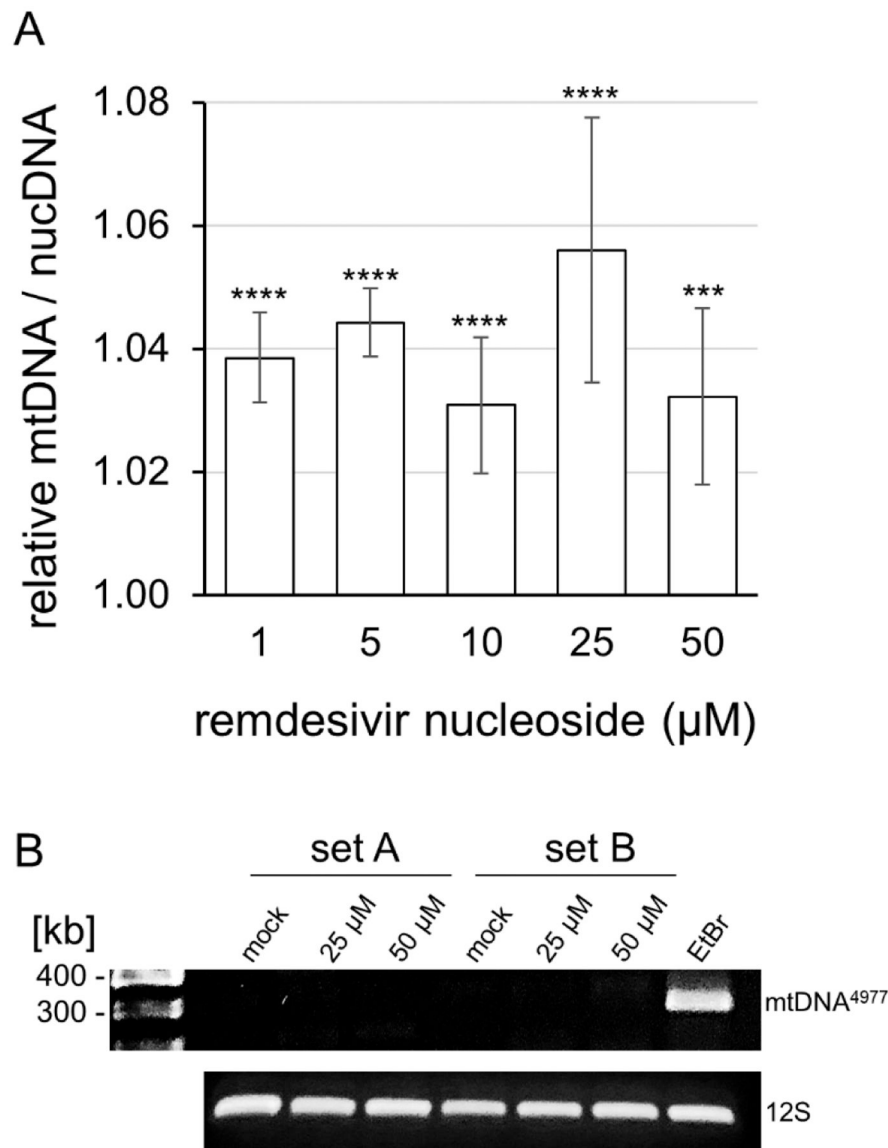 A
relative mtDNA / nucDNA
1.08
1.06
1.04
1.02
1.00
****
****
****
****
***
1 5 10 25 50
remdesivir nucleoside (µM)
B
set A set B
[kb] mock 25 µM 50 µM mock 25 µM 50 µM EtBr
400 -
300 -
mtDNA⁴⁹⁷⁷
12S